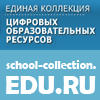 ЕДИНАЯ КОЛЛЕКЦИЯ
ЦИФРОВЫХ
ОБРАЗОВАТЕЛЬНЫХ
РЕСУРСОВ
school-collection.
EDU.RU